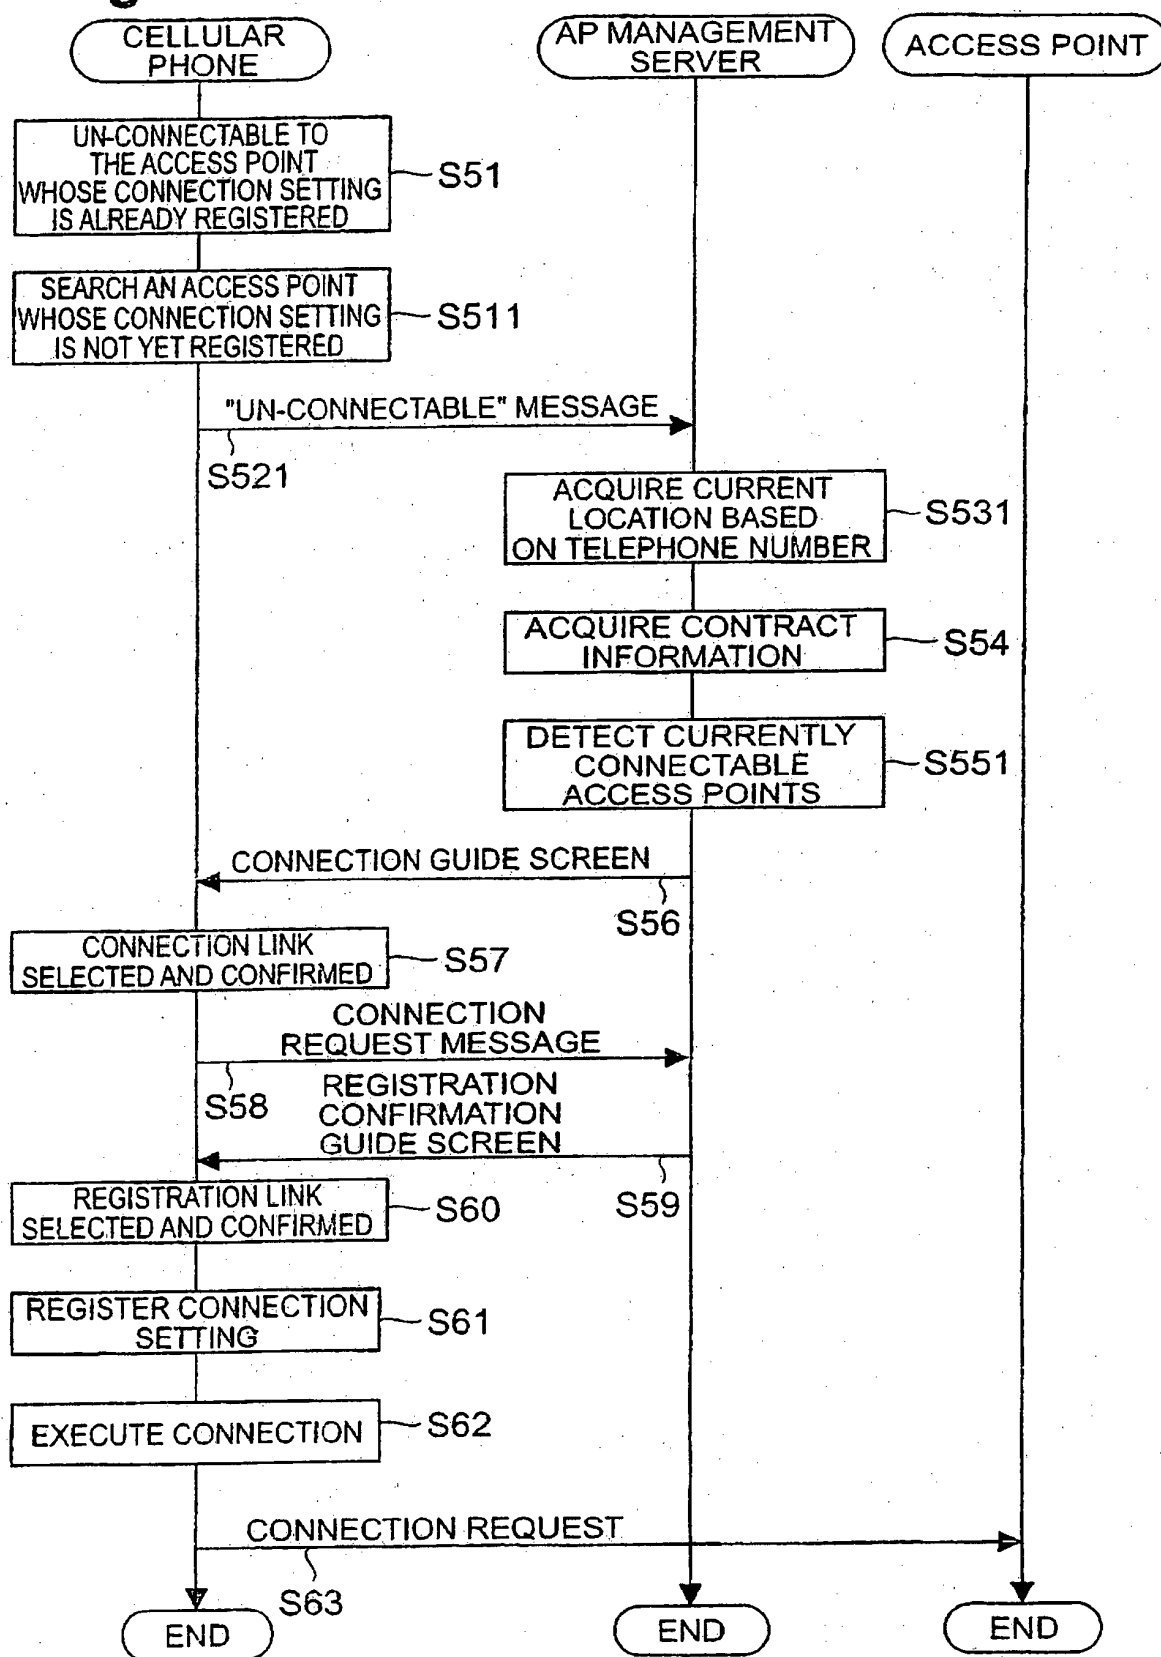 CELLULAR
PHONE
AP MANAGEMENT
SERVER
ACCESS POINT
UN-CONNECTABLE TO
THE ACCESS POINT
WHOSE CONNECTION SETTING
IS ALREADY REGISTERED
S51
SEARCH AN ACCESS POINT
WHOSE CONNECTION SETTING
IS NOT YET REGISTERED
S511
"UN-CONNECTABLE" MESSAGE
S521
ACQUIRE CURRENT
LOCATION BASED
ON TELEPHONE NUMBER
S531
ACQUIRE CONTRACT
INFORMATION
S54
DETECT CURRENTLY
CONNECTABLE
ACCESS POINTS
S551
CONNECTION GUIDE SCREEN
S56
CONNECTION LINK
SELECTED AND CONFIRMED
S57
CONNECTION
REQUEST MESSAGE
S58
REGISTRATION
CONFIRMATION
GUIDE SCREEN
S59
REGISTRATION LINK
SELECTED AND CONFIRMED
S60
REGISTER CONNECTION
SETTING
S61
EXECUTE CONNECTION
S62
CONNECTION REQUEST
S63
END
END
END